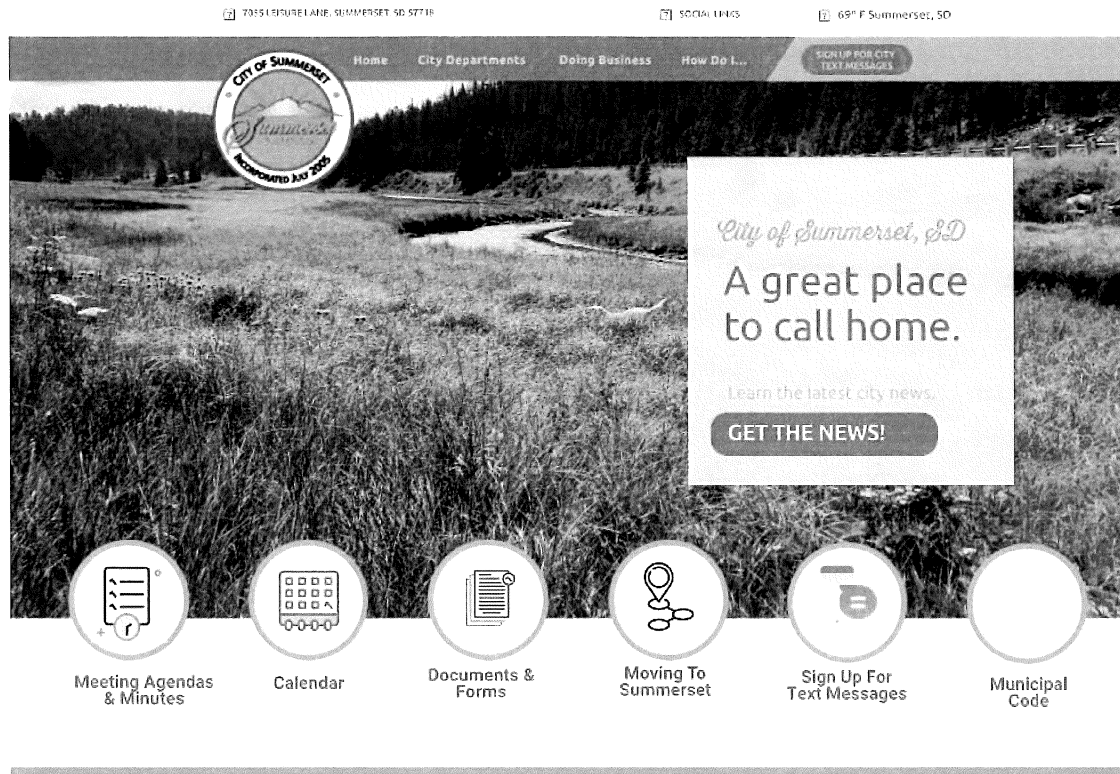 7055 LEISURE LANE, SUMMERSET, SD 57718
SOCIAL LINKS
69° F Summerset, SD
Home
City Departments
Doing Business
How Do I...
SIGN UP FOR CITY
TEXT MESSAGES
CITY OF SUMMERSET
Summerset
INCORPORATED JULY 2005
City of Summerset, SD
A great place
to call home.
Learn the latest city news.
GET THE NEWS!
Meeting Agendas
& Minutes
Calendar
Documents &
Forms
Moving To
Summerset
Sign Up For
Text Messages
Municipal
Code